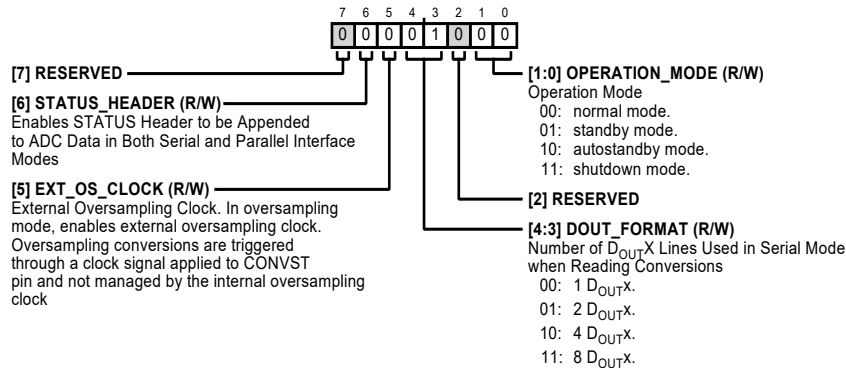 7 6 5 4 3 2 1 0
0 0 0 0 1 0 0 0
[7] RESERVED
[6] STATUS_HEADER (R/W)
Enables STATUS Header to be Appended
to ADC Data in Both Serial and Parallel Interface
Modes
[5] EXT_OS_CLOCK (R/W)
External Oversampling Clock. In oversampling
mode, enables external oversampling clock.
Oversampling conversions are triggered
through a clock signal applied to CONVST
pin and not managed by the internal oversampling
clock
[1:0] OPERATION_MODE (R/W)
Operation Mode
00: normal mode.
01: standby mode.
10: autostandby mode.
11: shutdown mode.
[2] RESERVED
[4:3] DOUT_FORMAT (R/W)
Number of DOUTX Lines Used in Serial Mode
when Reading Conversions
00: 1 DOUTx.
01: 2 DOUTx.
10: 4 DOUTx.
11: 8 DOUTx.